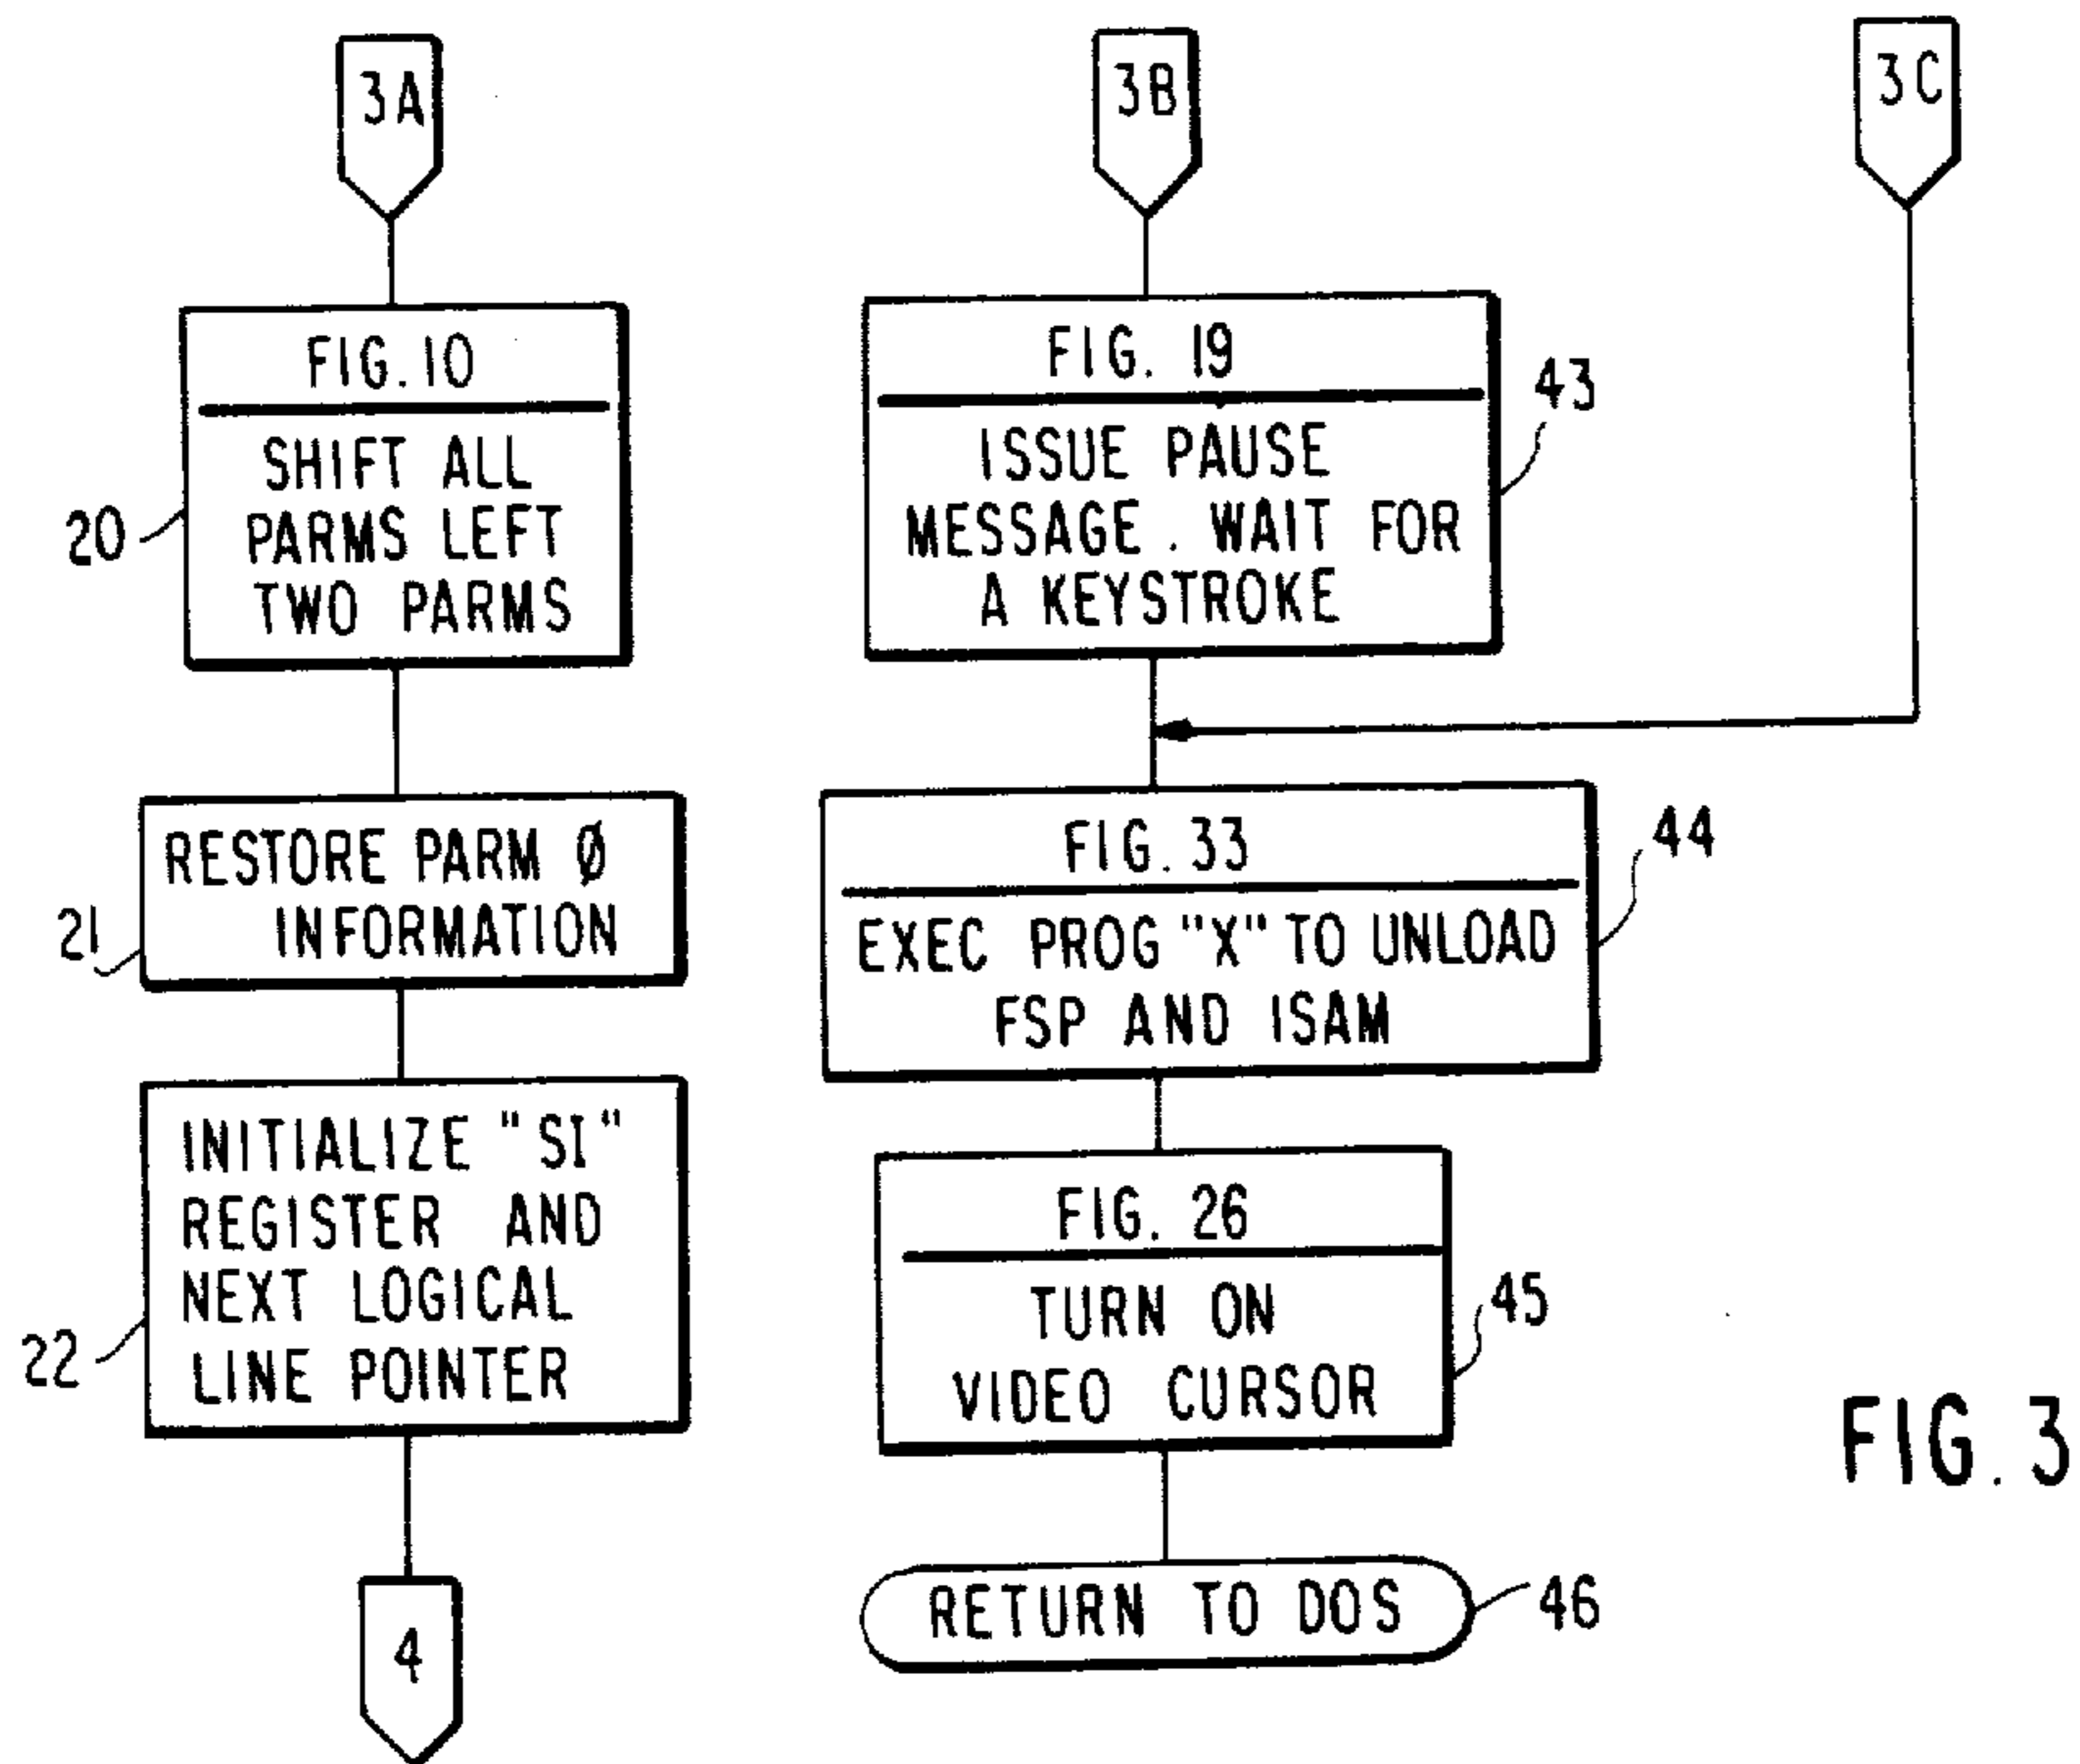 3A
FIG. 10
SHIFT ALL
PARMS LEFT
TWO PARMS
20
RESTORE PARM Ø
INFORMATION
21
INITIALIZE "SI"
REGISTER AND
NEXT LOGICAL
LINE POINTER
22
4
3B
FIG. 19
ISSUE PAUSE
MESSAGE. WAIT FOR
A KEYSTROKE
43
3C
FIG. 33
EXEC PROG "X" TO UNLOAD
FSP AND ISAM
44
FIG. 26
TURN ON
VIDEO CURSOR
45
RETURN TO DOS
46
FIG. 3